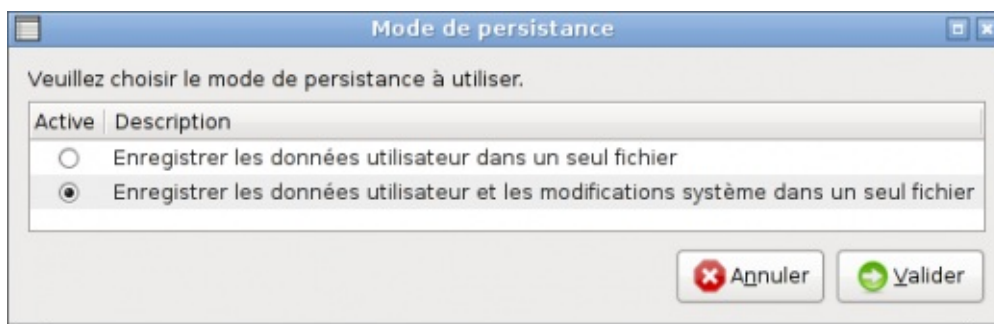 Mode de persistance
Veuillez choisir le mode de persistance à utiliser.
Active Description
Enregistrer les données utilisateur dans un seul fichier
Enregistrer les données utilisateur et les modifications système dans un seul fichier
Annuler Valider